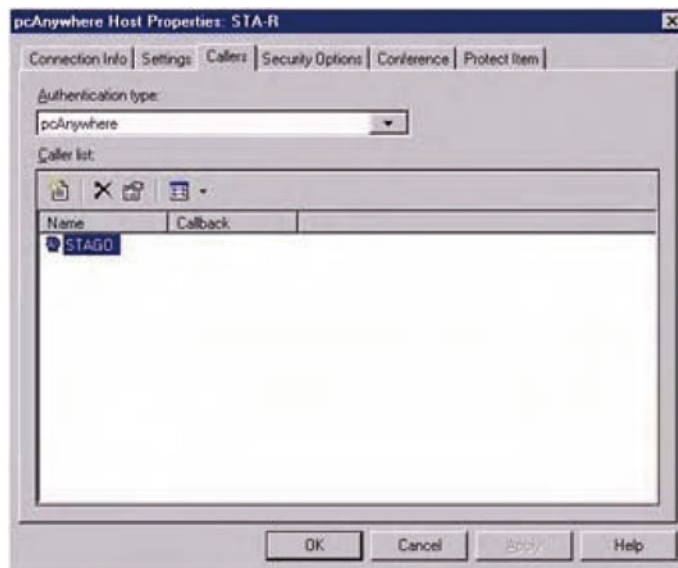 pcAnywhere Host Properties: STA-R
Connection Info Settings Callers Security Options Conference Protect Item
Authentication type:
pcAnywhere
Caller list:
Name Callback
STAGO
OK Cancel Apply Help